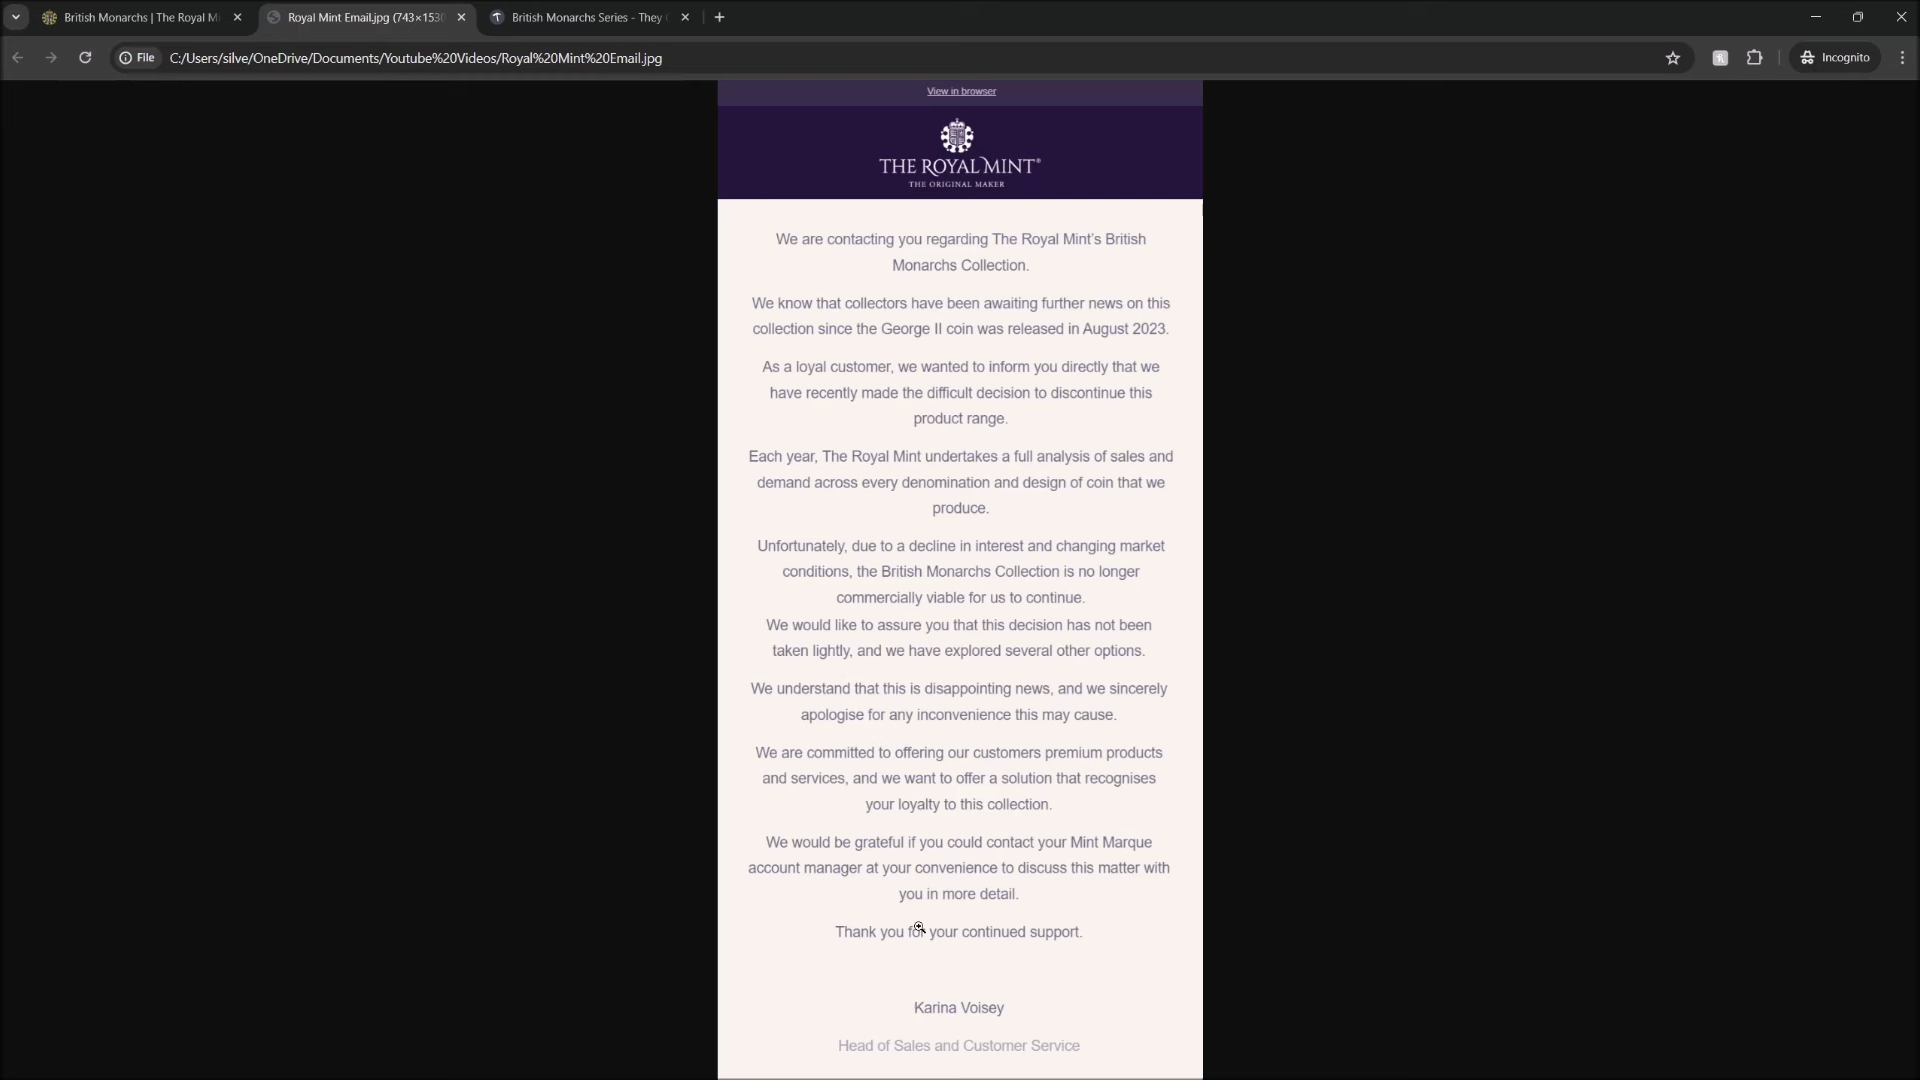 British Monarchs | The Royal Mi
Royal Mint Email.jpg (743×1530
British Monarchs Series - They
File
C:/Users/silve/OneDrive/Documents/Youtube%20Videos/Royal%20Mint%20Email.jpg
Incognito
View in browser
THE ROYAL MINT®
THE ORIGINAL MAKER
We are contacting you regarding The Royal Mint’s British
Monarchs Collection.
We know that collectors have been awaiting further news on this
collection since the George II coin was released in August 2023.
As a loyal customer, we wanted to inform you directly that we
have recently made the difficult decision to discontinue this
product range.
Each year, The Royal Mint undertakes a full analysis of sales and
demand across every denomination and design of coin that we
produce.
Unfortunately, due to a decline in interest and changing market
conditions, the British Monarchs Collection is no longer
commercially viable for us to continue.
We would like to assure you that this decision has not been
taken lightly, and we have explored several other options.
We understand that this is disappointing news, and we sincerely
apologise for any inconvenience this may cause.
We are committed to offering our customers premium products
and services, and we want to offer a solution that recognises
your loyalty to this collection.
We would be grateful if you could contact your Mint Marque
account manager at your convenience to discuss this matter with
you in more detail.
Thank you for your continued support.
Karina Voisey
Head of Sales and Customer Service